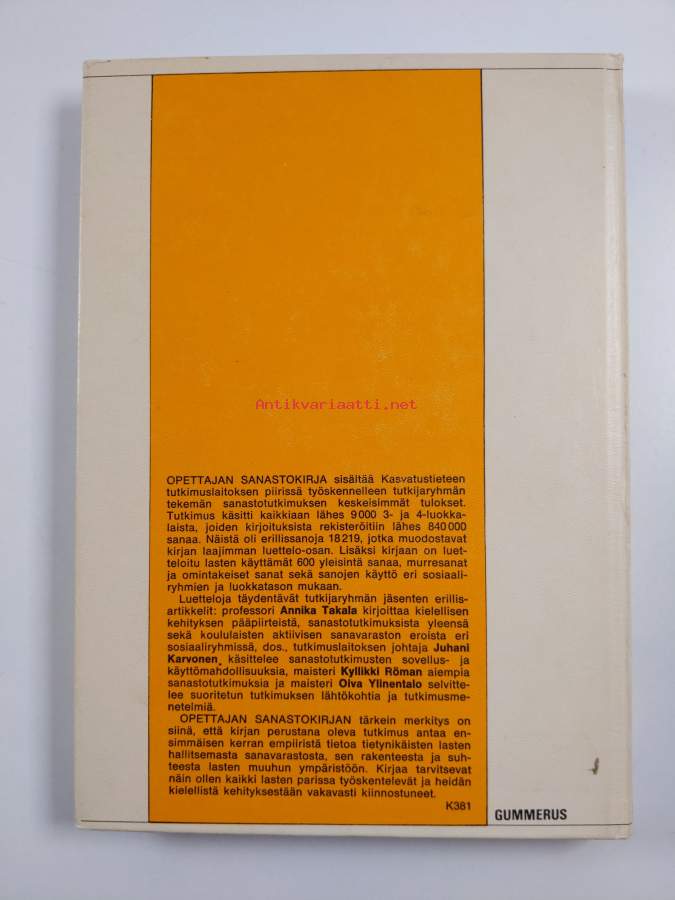 Antikvariaatti.net
OPETTAJAN SANASTOKIRJA sisältää Kasvatustieteen
tutkimuslaitoksen piirissä työskennelleen tutkijaryhmän
tekemän sanastotutkimuksen keskeisimmät tulokset.
Tutkimus käsitti kaikkiaan lähes 9 000 3- ja 4-luokka-
laista, joiden kirjoituksista rekisteröitiin lähes 840 000
sanaa. Näistä oli erillissanoja 18 219, jotka muodostavat
kirjan laajimman luettelo-osan. Lisäksi kirjaan on luet-
teloitu lasten käyttämät 600 yleisintä sanaa, murresanat
ja omintakeiset sanat sekä sanojen käyttö eri sosiaali-
ryhmien ja luokkatason mukaan.
Luetteloja täydentävät tutkijaryhmän jäsenten erillis-
artikkelit: professori Annika Takala kirjoittaa kielellisen
kehityksen pääpiirteistä, sanastotutkimuksista yleensä
sekä koululaisten aktiivisen sanavaraston eroista eri
sosiaaliryhmissä, dos., tutkimuslaitoksen johtaja Juhani
Karvonen, käsittelee sanastotutkimusten sovellus- ja
käyttömahdollisuuksia, maisteri Kyllikki Röman aiempia
sanastotutkimuksia ja maisteri Oiva Ylinentalo selvitte-
lee suoritetun tutkimuksen lähtökohtia ja tutkimusme-
netelmiä.
OPETTAJAN SANASTOKIRJAN tärkein merkitys on
siinä, että kirjan perustana oleva tutkimus antaa en-
simmäisen kerran empiiristä tietoa tietynikäisten lasten
hallitsemasta sanavarastosta, sen rakenteesta ja suh-
teesta lasten muuhun ympäristöön. Kirjaa tarvitsevat
näin ollen kaikki lasten parissa työskentelevät ja heidän
kielellistä kehityksestään vakavasti kiinnostuneet.
K381
GUMMERUS